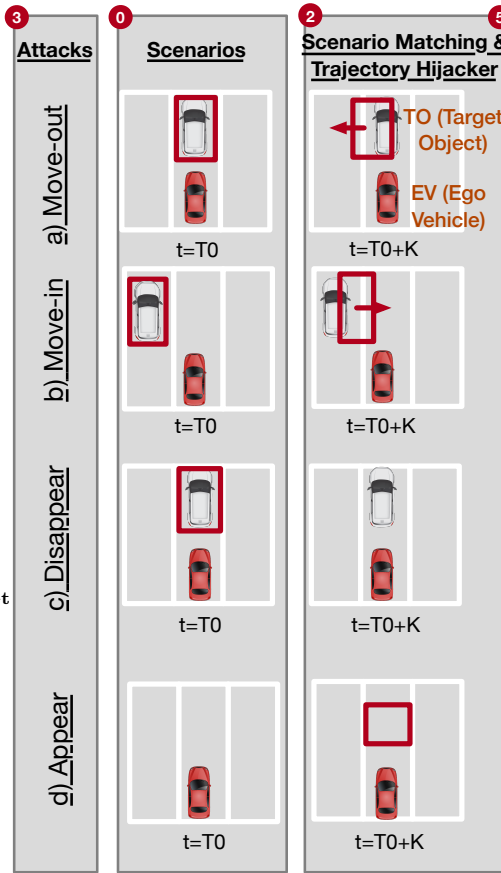 3
0
2
5
Attacks
Scenarios
Scenario Matching &
Trajectory Hijacker
a) Move-out
t=T0
TO (Target
Object)
EV (Ego
Vehicle)
t=T0+K
b) Move-in
t=T0
t=T0+K
c) Disappear
t=T0
t=T0+K
d) Appear
t=T0
t=T0+K